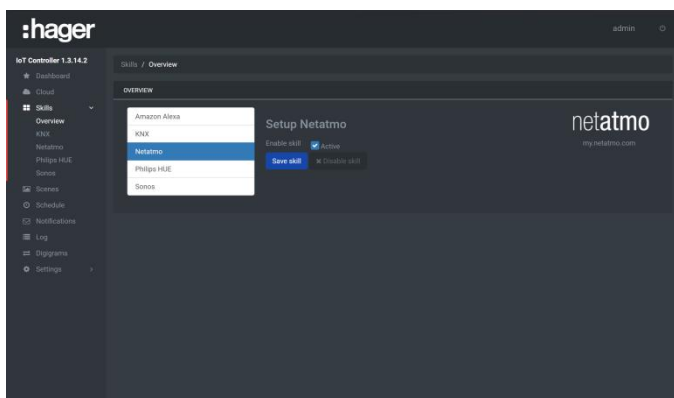 :hager
admin
IoT Controller 1.3.14.2
Dashboard
Cloud
Skills
Overview
KNX
Netatmo
Philips HUE
Sonos
Scenes
Schedule
Notifications
Log
Digigrams
Settings
Skills / Overview
OVERVIEW
Amazon Alexa
KNX
Netatmo
Philips HUE
Sonos
Setup Netatmo
Enable skill Active
Save skill Disable skill
netatmo
my.netatmo.com